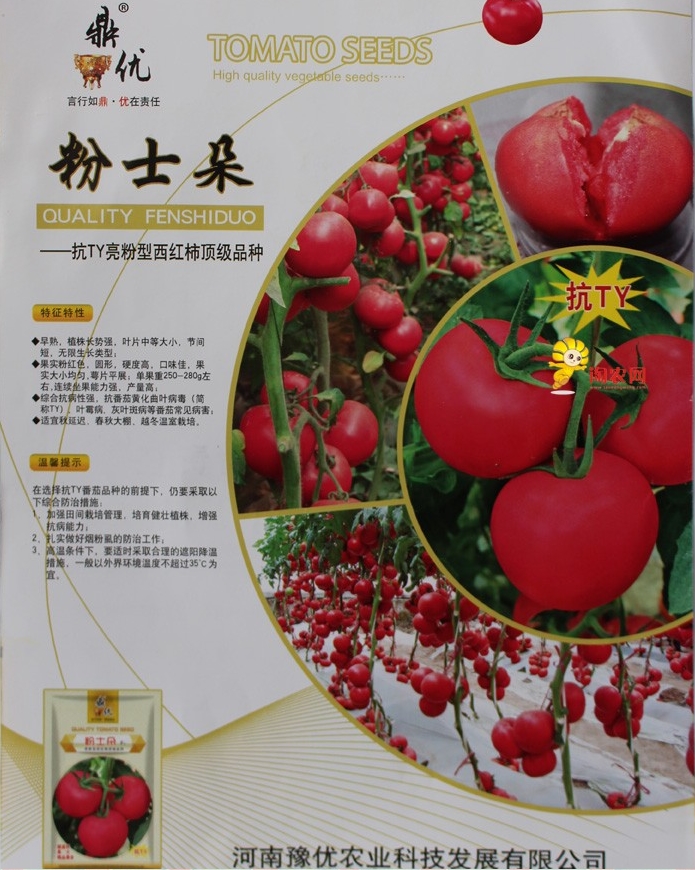 鼎优®
言行如鼎·优在责任
TOMATO SEEDS
High quality vegetable seeds······
粉士朵
QUALITY FENSHIDUO
——抗TY亮粉型西红柿顶级品种
抗TY
特征特性
◆早熟，植株长势强，叶片中等大小，节间
短，无限生长类型；
◆果实粉红色，圆形，硬度高，口味佳，果
实大小均匀,萼片平展；单果重250-280g左
右,连续坐果能力强，产量高；
◆综合抗病性强，抗番茄黄化曲叶病毒（简
称TY）、叶霉病、灰叶斑病等番茄常见病害；
◆适宜秋延迟、春秋大棚、越冬温室栽培。
温馨提示
在选择抗TY番茄品种的前提下，仍要采取以
下综合防治措施：
1、加强田间栽培管理，培育健壮植株，增强
抗病能力；
2、扎实做好烟粉虱的防治工作；
3、高温条件下，要适时采取合理的遮阳降温
措施，一般以外界环境温度不超过35℃为
宜。
鼎优
QUALITY TOMATO SEED
粉士朵
河南豫优农业科技发展有限公司